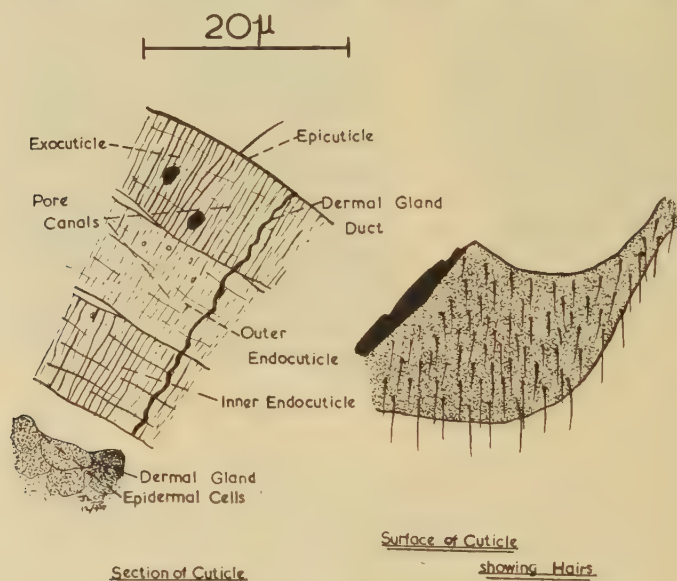 20μ
Exocuticle
Epicuticle
Pore
Canals
Dermal Gland
Duct
Outer
Endocuticle
Inner Endocuticle
Dermal Gland
Epidermal Cells
Surface of Cuticle
showing Hairs
Section of Cuticle